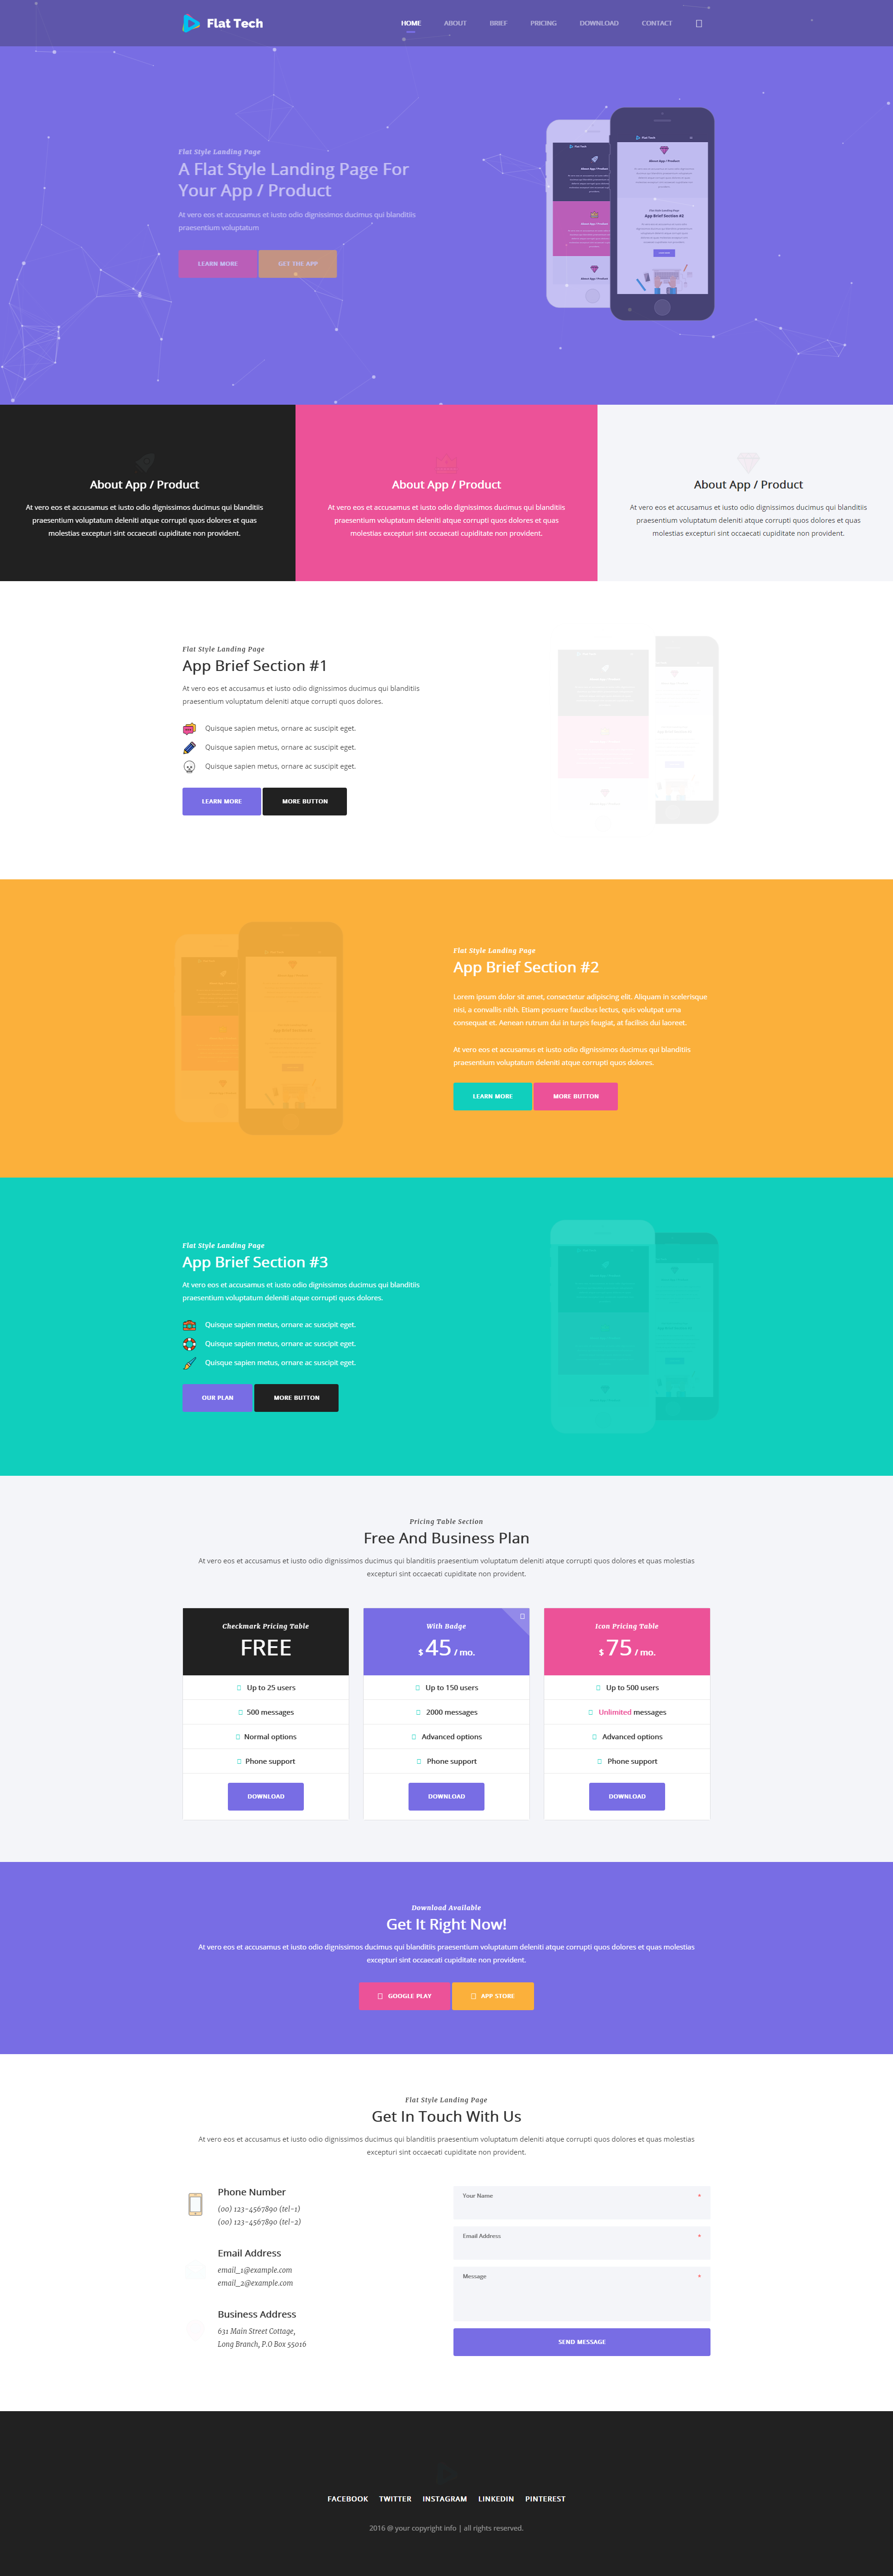 Flat Tech
HOME ABOUT BRIEF PRICING DOWNLOAD CONTACT
Flat Style Landing Page
A Flat Style Landing Page For
Your App / Product
At vero eos et accusamus et iusto odio dignissimos ducimus qui blanditiis
praesentium voluptatum
LEARN MORE GET THE APP
Flat Tech
About App / Product
Flat Tech
About App / Product
App Brief Section #2
About App / Product
At vero eos et accusamus et iusto odio dignissimos ducimus qui blanditiis
praesentium voluptatum deleniti atque corrupti quos dolores et quas
molestias excepturi sint occaecati cupiditate non provident.
About App / Product
At vero eos et accusamus et iusto odio dignissimos ducimus qui blanditiis
praesentium voluptatum deleniti atque corrupti quos dolores et quas
molestias excepturi sint occaecati cupiditate non provident.
About App / Product
At vero eos et accusamus et iusto odio dignissimos ducimus qui blanditiis
praesentium voluptatum deleniti atque corrupti quos dolores et quas
molestias excepturi sint occaecati cupiditate non provident.
Flat Style Landing Page
App Brief Section #1
At vero eos et accusamus et iusto odio dignissimos ducimus qui blanditiis
praesentium voluptatum deleniti atque corrupti quos dolores.
Quisque sapien metus, ornare ac suscipit eget.
Quisque sapien metus, ornare ac suscipit eget.
Quisque sapien metus, ornare ac suscipit eget.
LEARN MORE MORE BUTTON
Flat Style Landing Page
App Brief Section #2
Lorem ipsum dolor sit amet, consectetur adipiscing elit. Aliquam in scelerisque
nisi, a convallis nibh. Etiam posuere faucibus lectus, quis volutpat urna
consequat et. Aenean rutrum dui in turpis feugiat, at facilisis dui laoreet.
At vero eos et accusamus et iusto odio dignissimos ducimus qui blanditiis
praesentium voluptatum deleniti atque corrupti quos dolores.
LEARN MORE MORE BUTTON
Flat Style Landing Page
App Brief Section #3
At vero eos et accusamus et iusto odio dignissimos ducimus qui blanditiis
praesentium voluptatum deleniti atque corrupti quos dolores.
Quisque sapien metus, ornare ac suscipit eget.
Quisque sapien metus, ornare ac suscipit eget.
Quisque sapien metus, ornare ac suscipit eget.
OUR PLAN MORE BUTTON
Pricing Table Section
Free And Business Plan
At vero eos et accusamus et iusto odio dignissimos ducimus qui blanditiis praesentium voluptatum deleniti atque corrupti quos dolores et quas molestias
excepturi sint occaecati cupiditate non provident.
Checkmark Pricing Table
FREE
Up to 25 users
500 messages
Normal options
Phone support
DOWNLOAD
With Badge
$ 45 / mo.
Up to 150 users
2000 messages
Advanced options
Phone support
DOWNLOAD
Icon Pricing Table
$ 75 / mo.
Up to 500 users
Unlimited messages
Advanced options
Phone support
DOWNLOAD
Download Available
Get It Right Now!
At vero eos et accusamus et iusto odio dignissimos ducimus qui blanditiis praesentium voluptatum deleniti atque corrupti quos dolores et quas molestias
excepturi sint occaecati cupiditate non provident.
GOOGLE PLAY APP STORE
Flat Style Landing Page
Get In Touch With Us
At vero eos et accusamus et iusto odio dignissimos ducimus qui blanditiis praesentium voluptatum deleniti atque corrupti quos dolores et quas molestias
excepturi sint occaecati cupiditate non provident.
Phone Number
(00) 123-4567890 (tel-1)
(00) 123-4567890 (tel-2)
Email Address
email_1@example.com
email_2@example.com
Business Address
631 Main Street Cottage,
Long Branch, P.O Box 55016
Your Name *
Email Address *
Message *
SEND MESSAGE
FACEBOOK TWITTER INSTAGRAM LINKEDIN PINTEREST
2016 @ your copyright info | all rights reserved.